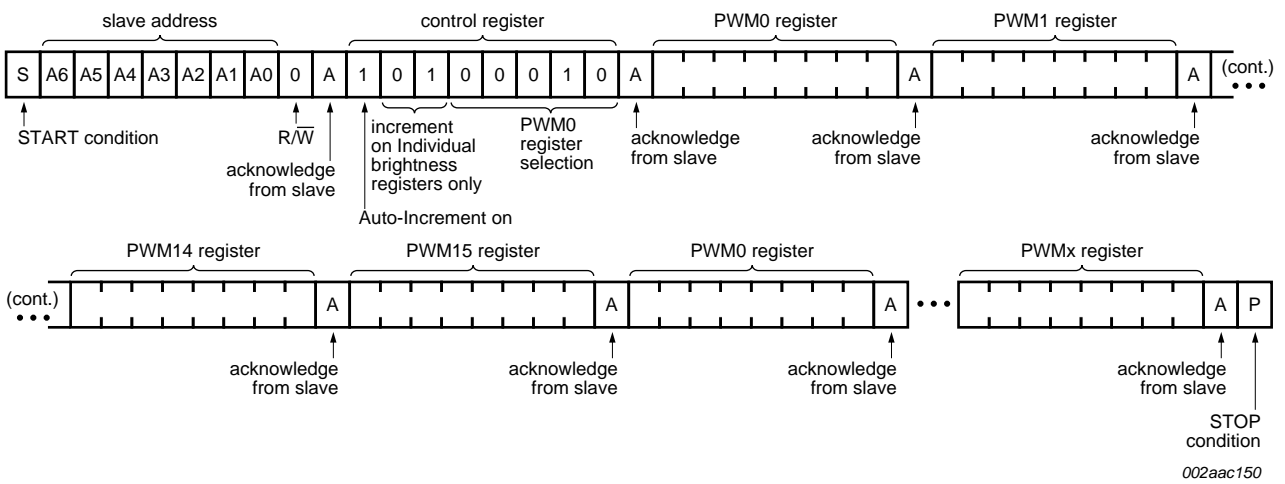 slave address
control register
PWM0 register
PWM1 register
S A6 A5 A4 A3 A2 A1 A0 0 A 1 0 1 0 0 0 1 0 A A A (cont.)
START condition
R/W
acknowledge
from slave
Auto-Increment on
increment
on Individual
brightness
registers only
PWM0
register
selection
acknowledge
from slave
acknowledge
from slave
acknowledge
from slave
PWM14 register
PWM15 register
PWM0 register
PWMx register
(cont.) A A A A P
acknowledge
from slave
acknowledge
from slave
acknowledge
from slave
acknowledge
from slave
STOP
condition
002aac150